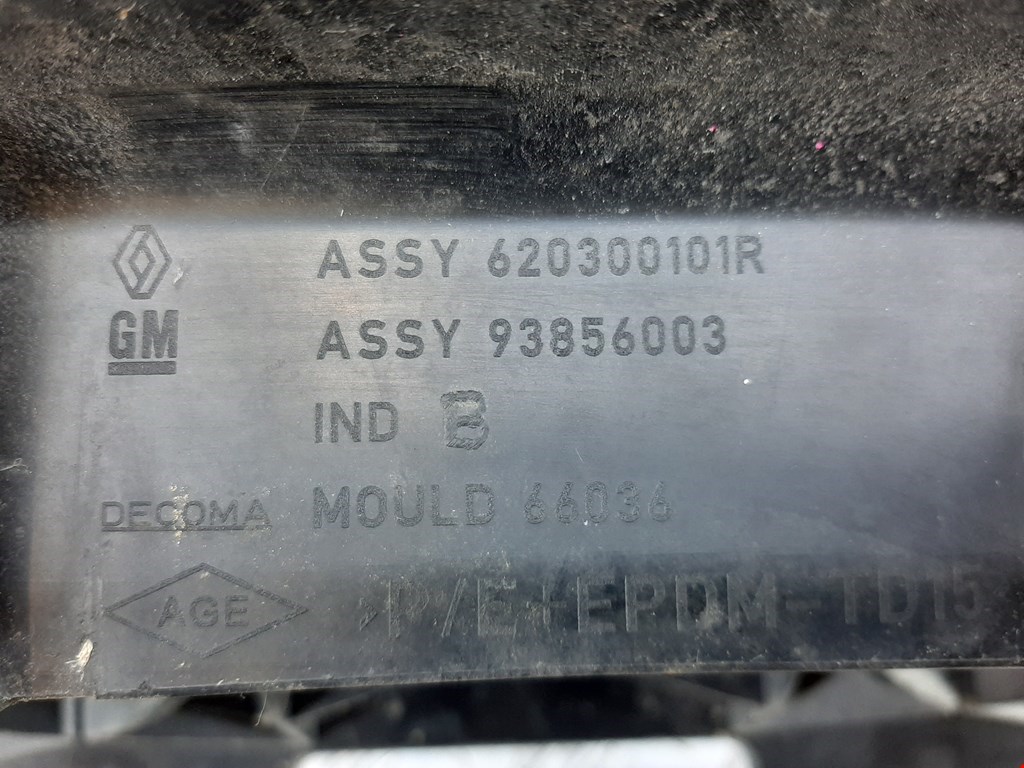 ASSY 620300101R
GM ASSY 93856003
IND B
DECOMA MOULD 66036
AGE >P/E+EPDM-TD15